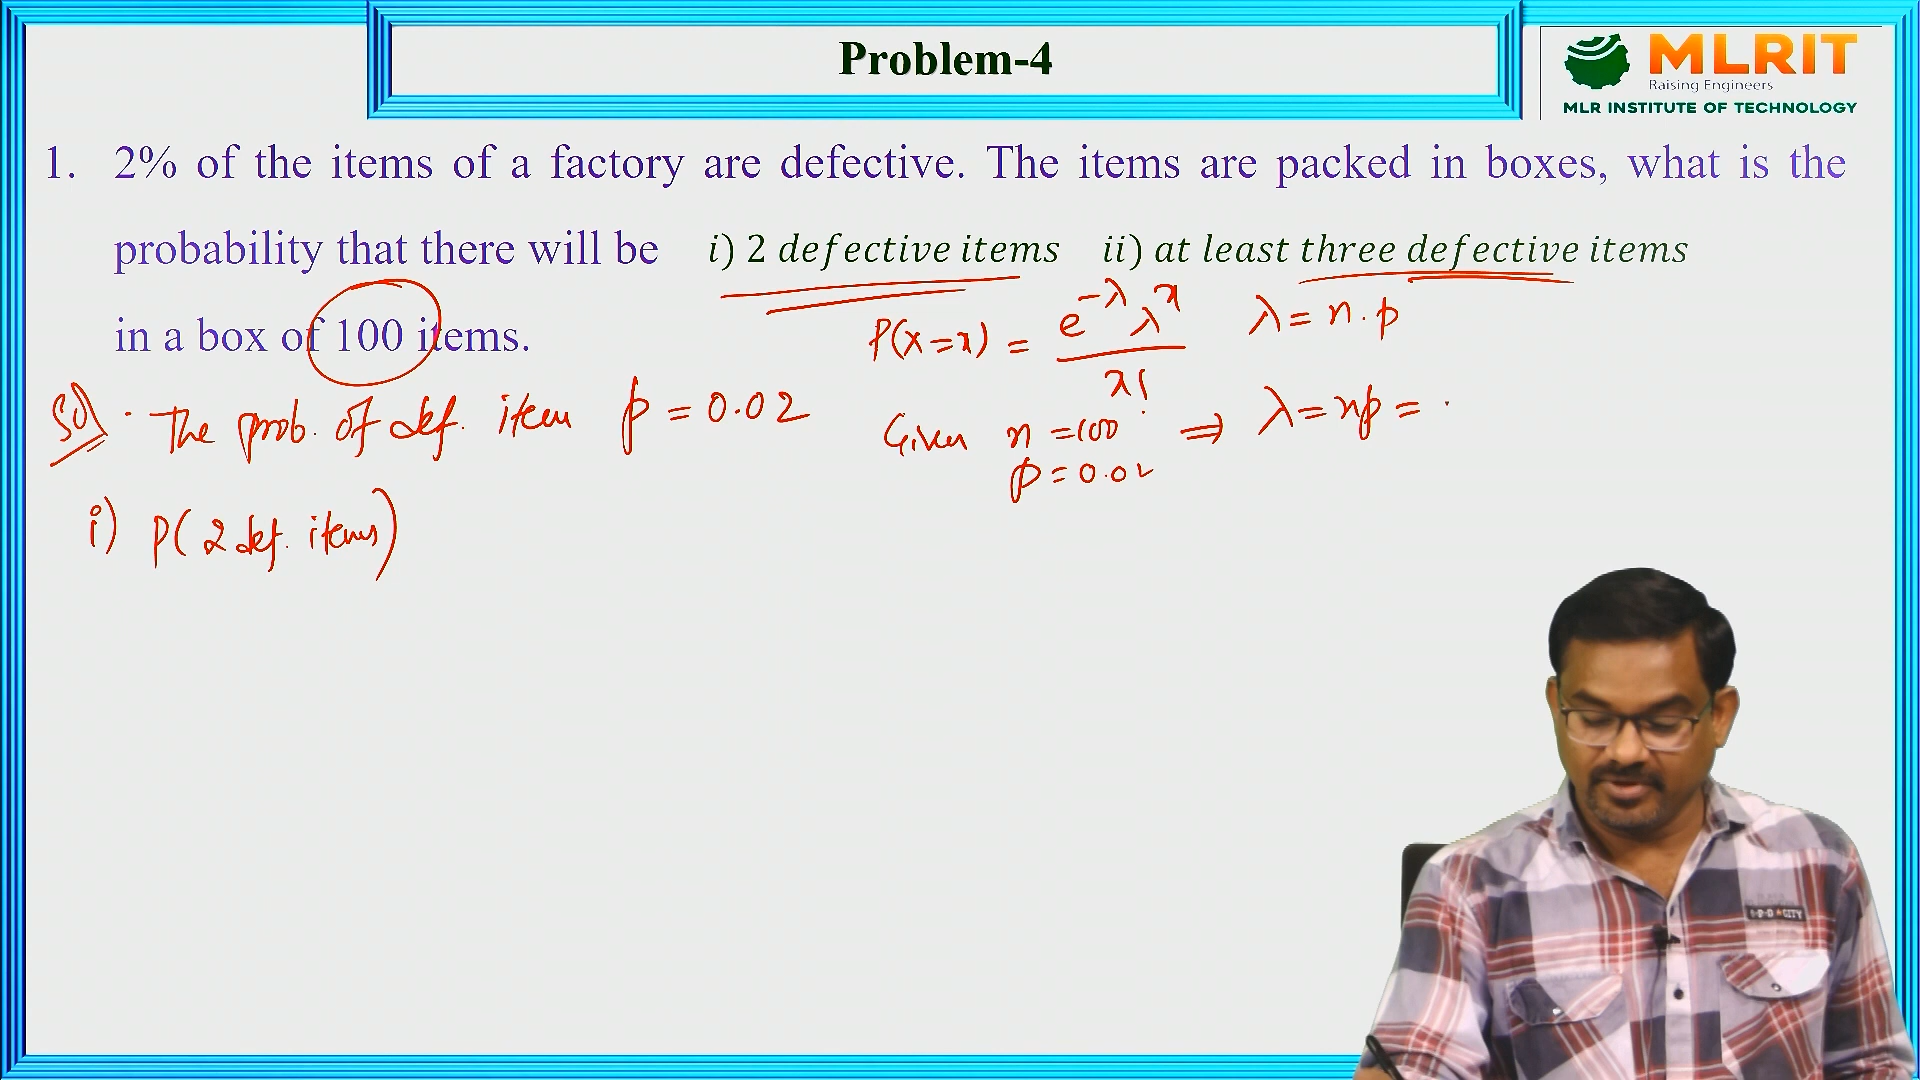 Problem-4
MLRIT
Raising Engineers
MLR INSTITUTE OF TECHNOLOGY
1. 2% of the items of a factory are defective. The items are packed in boxes, what is the
probability that there will be i) 2 defective items ii) at least three defective items
in a box of 100 items.
P(x=x) = e^-λ λ^x / x! λ = n.p
Sol. The prob. of def. item p = 0.02
Given n = 100 ⇒ λ = np = .
p = 0.02
i) P(2 def. items)